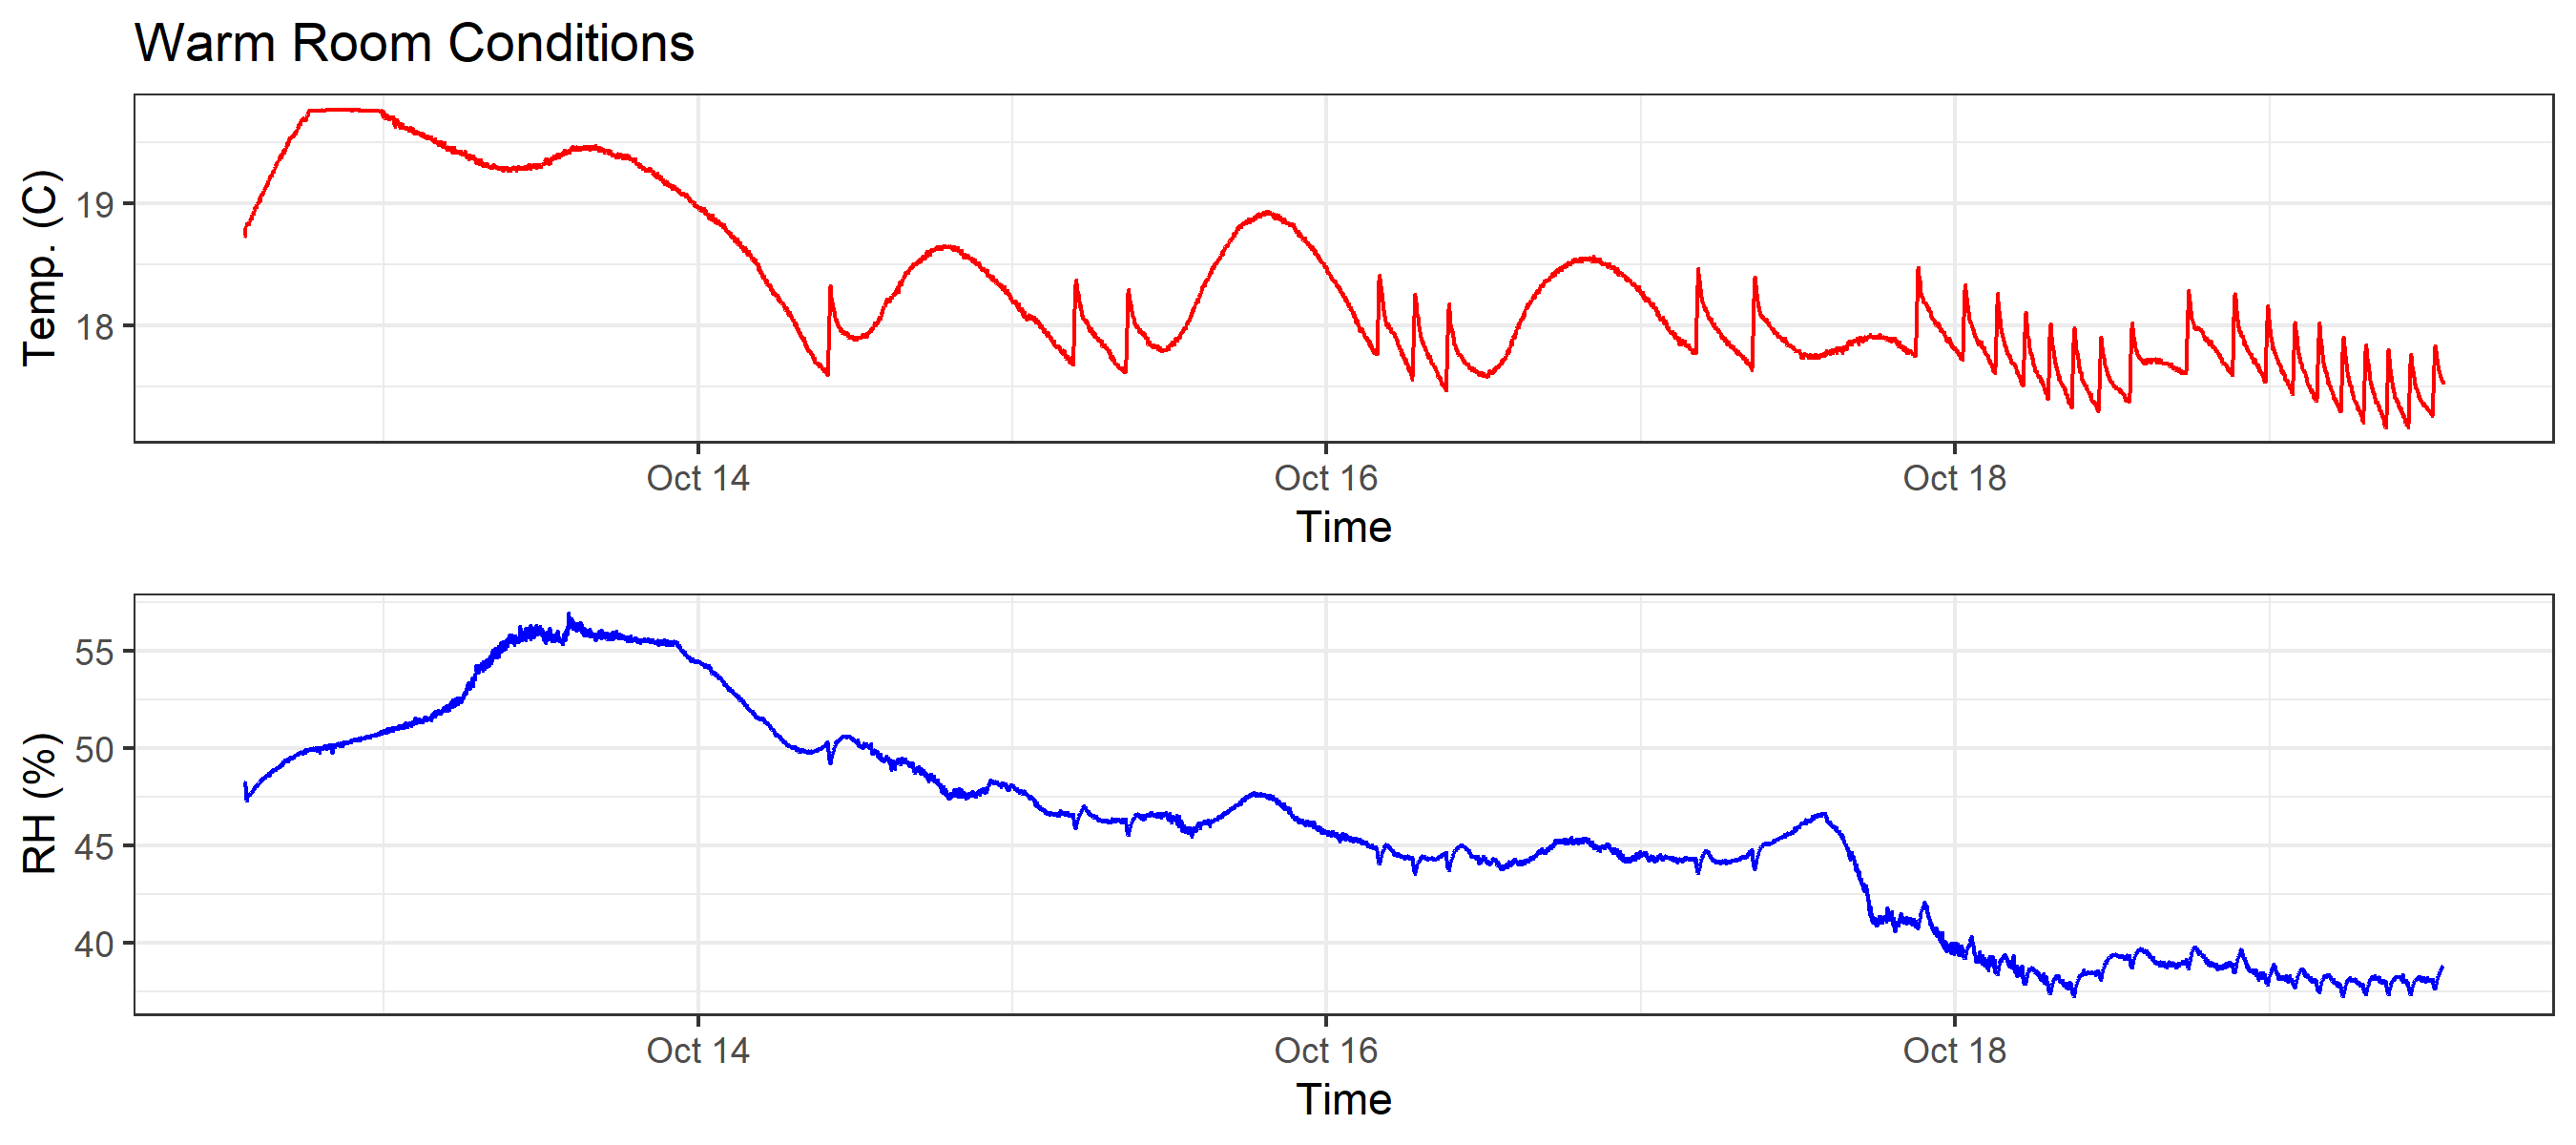 Warm Room Conditions
Temp. (C)
19
18
Oct 14 Oct 16 Oct 18
Time
RH (%)
55
50
45
40
Oct 14 Oct 16 Oct 18
Time